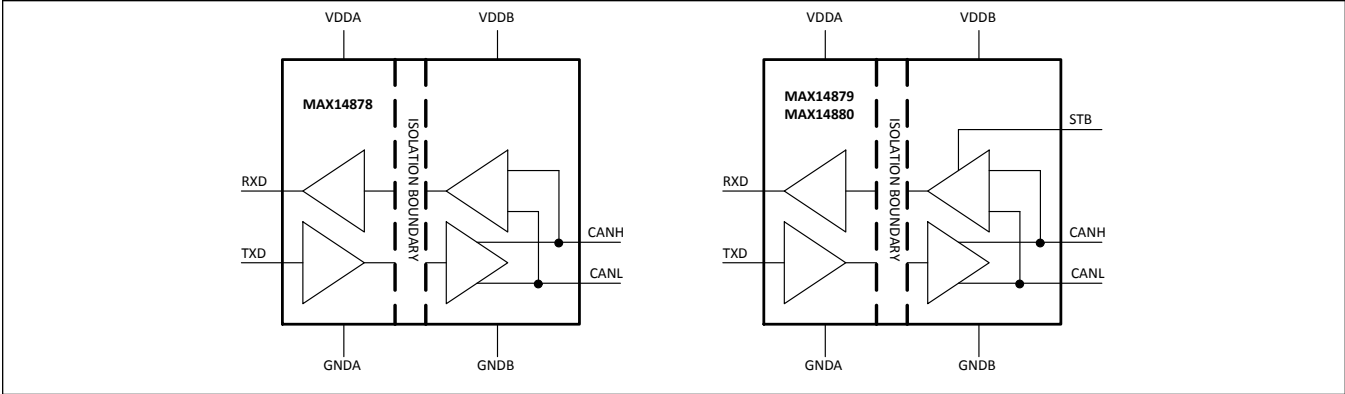 VDDA
VDDB
MAX14878
ISOLATION BOUNDARY
RXD
TXD
CANH
CANL
GNDA
GNDB
VDDA
VDDB
MAX14879
MAX14880
ISOLATION BOUNDARY
STB
RXD
TXD
CANH
CANL
GNDA
GNDB